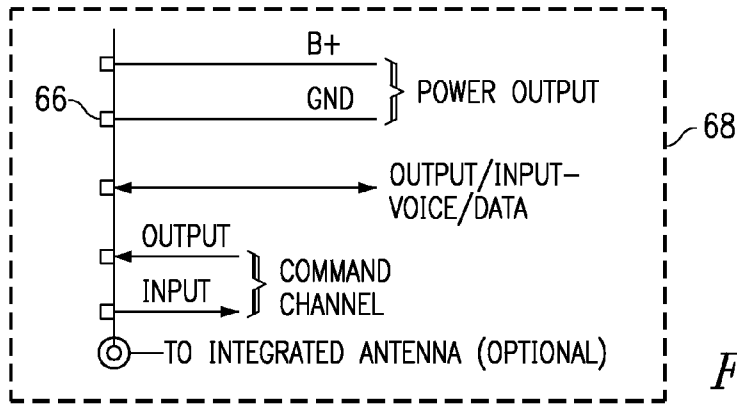 B+
66
GND
POWER OUTPUT
68
OUTPUT/INPUT–
VOICE/DATA
OUTPUT
COMMAND
CHANNEL
INPUT
TO INTEGRATED ANTENNA (OPTIONAL)
F